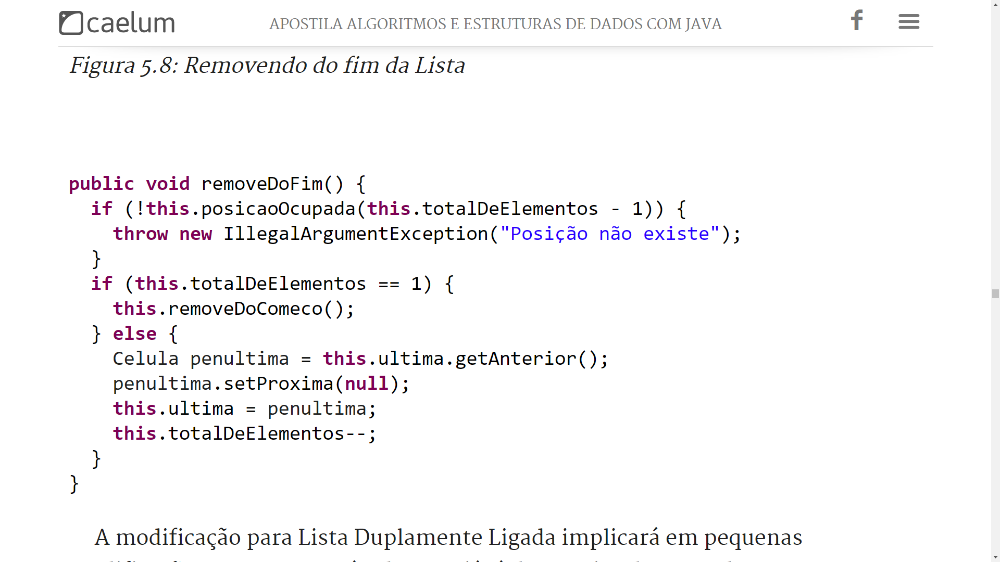 caelum
APOSTILA ALGORITMOS E ESTRUTURAS DE DADOS COM JAVA
f
Figura 5.8: Removendo do fim da Lista
public void removeDoFim() {
  if (!this.posicaoOcupada(this.totalDeElementos - 1)) {
    throw new IllegalArgumentException("Posição não existe");
  }
  if (this.totalDeElementos == 1) {
    this.removeDoComeco();
  } else {
    Celula penultima = this.ultima.getAnterior();
    penultima.setProxima(null);
    this.ultima = penultima;
    this.totalDeElementos--;
  }
}
A modificação para Lista Duplamente Ligada implicará em pequenas